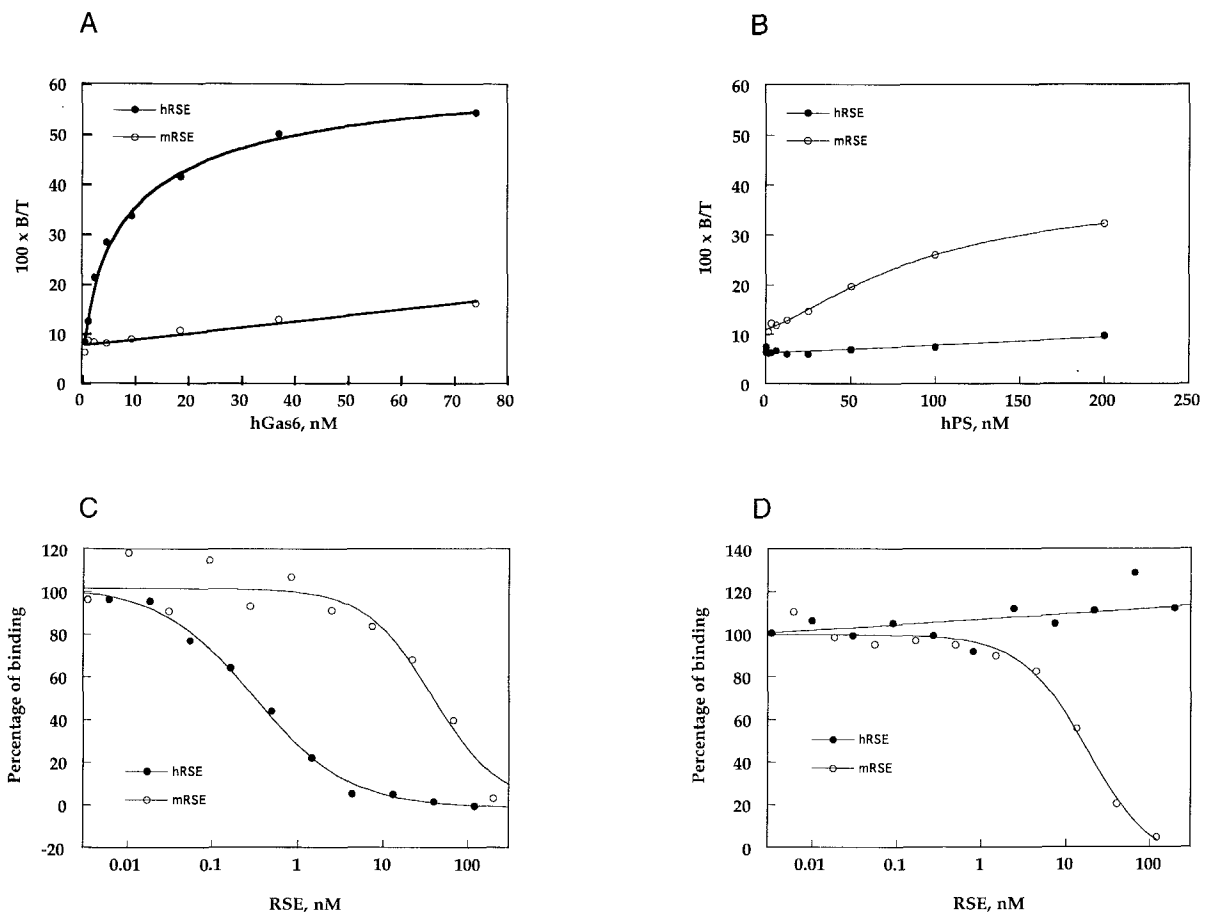 A
60
50
40
30
20
10
0
100 x B/T
hRSE
mRSE
0 10 20 30 40 50 60 70 80
hGas6, nM
B
60
50
40
30
20
10
0
100 x B/T
hRSE
mRSE
0 50 100 150 200 250
hPS, nM
C
120
100
80
60
40
20
0
-20
Percentage of binding
hRSE
mRSE
0.01 0.1 1 10 100
RSE, nM
D
140
120
100
80
60
40
20
0
Percentage of binding
hRSE
mRSE
0.01 0.1 1 10 100
RSE, nM